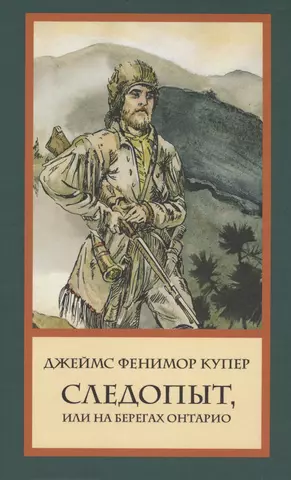 ДЖЕЙМС ФЕНИМОР КУПЕР
СЛЕДОПЫТ,
ИЛИ НА БЕРЕГАХ ОНТАРИО